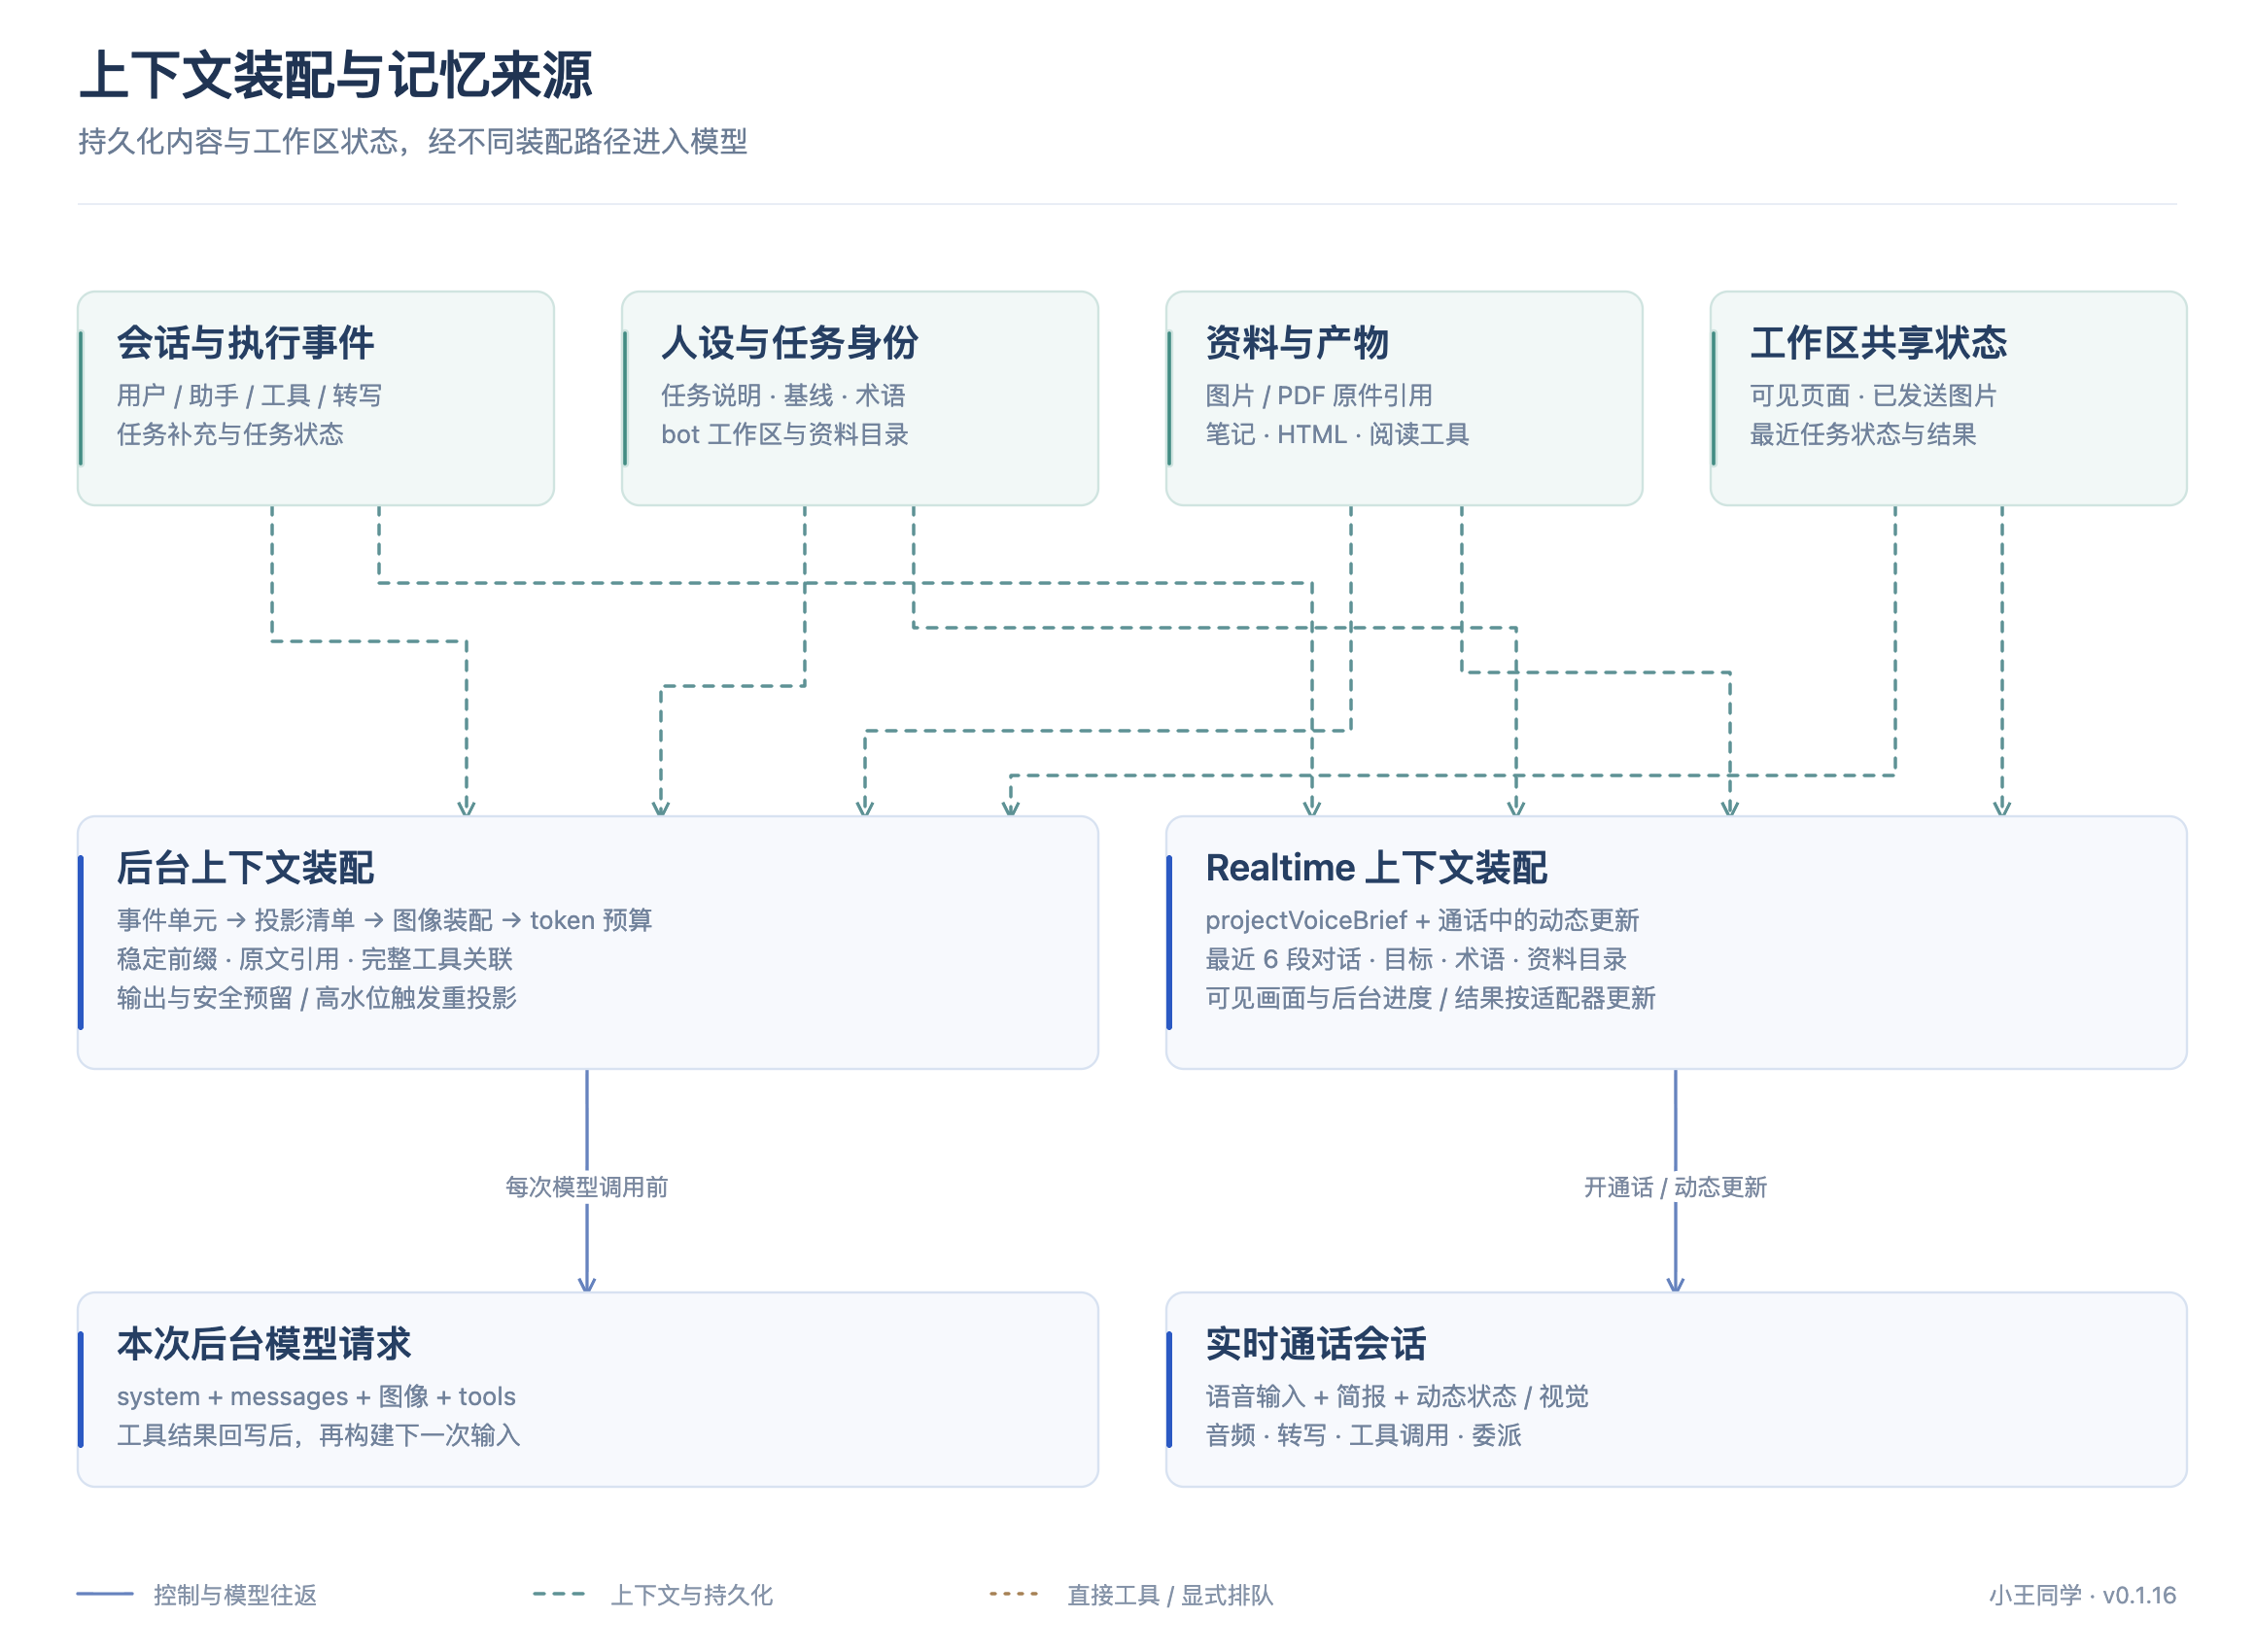 上下文装配与记忆来源
持久化内容与工作区状态，经不同装配路径进入模型
会话与执行事件
用户 / 助手 / 工具 / 转写
任务补充与任务状态
人设与任务身份
任务说明 · 基线 · 术语
bot 工作区与资料目录
资料与产物
图片 / PDF 原件引用
笔记 · HTML · 阅读工具
工作区共享状态
可见页面 · 已发送图片
最近任务状态与结果
后台上下文装配
事件单元 → 投影清单 → 图像装配 → token 预算
稳定前缀 · 原文引用 · 完整工具关联
输出与安全预留 / 高水位触发重投影
Realtime 上下文装配
projectVoiceBrief + 通话中的动态更新
最近 6 段对话 · 目标 · 术语 · 资料目录
可见画面与后台进度 / 结果按适配器更新
每次模型调用前
开通话 / 动态更新
本次后台模型请求
system + messages + 图像 + tools
工具结果回写后，再构建下一次输入
实时通话会话
语音输入 + 简报 + 动态状态 / 视觉
音频 · 转写 · 工具调用 · 委派
控制与模型往返
上下文与持久化
直接工具 / 显式排队
小王同学 · v0.1.16